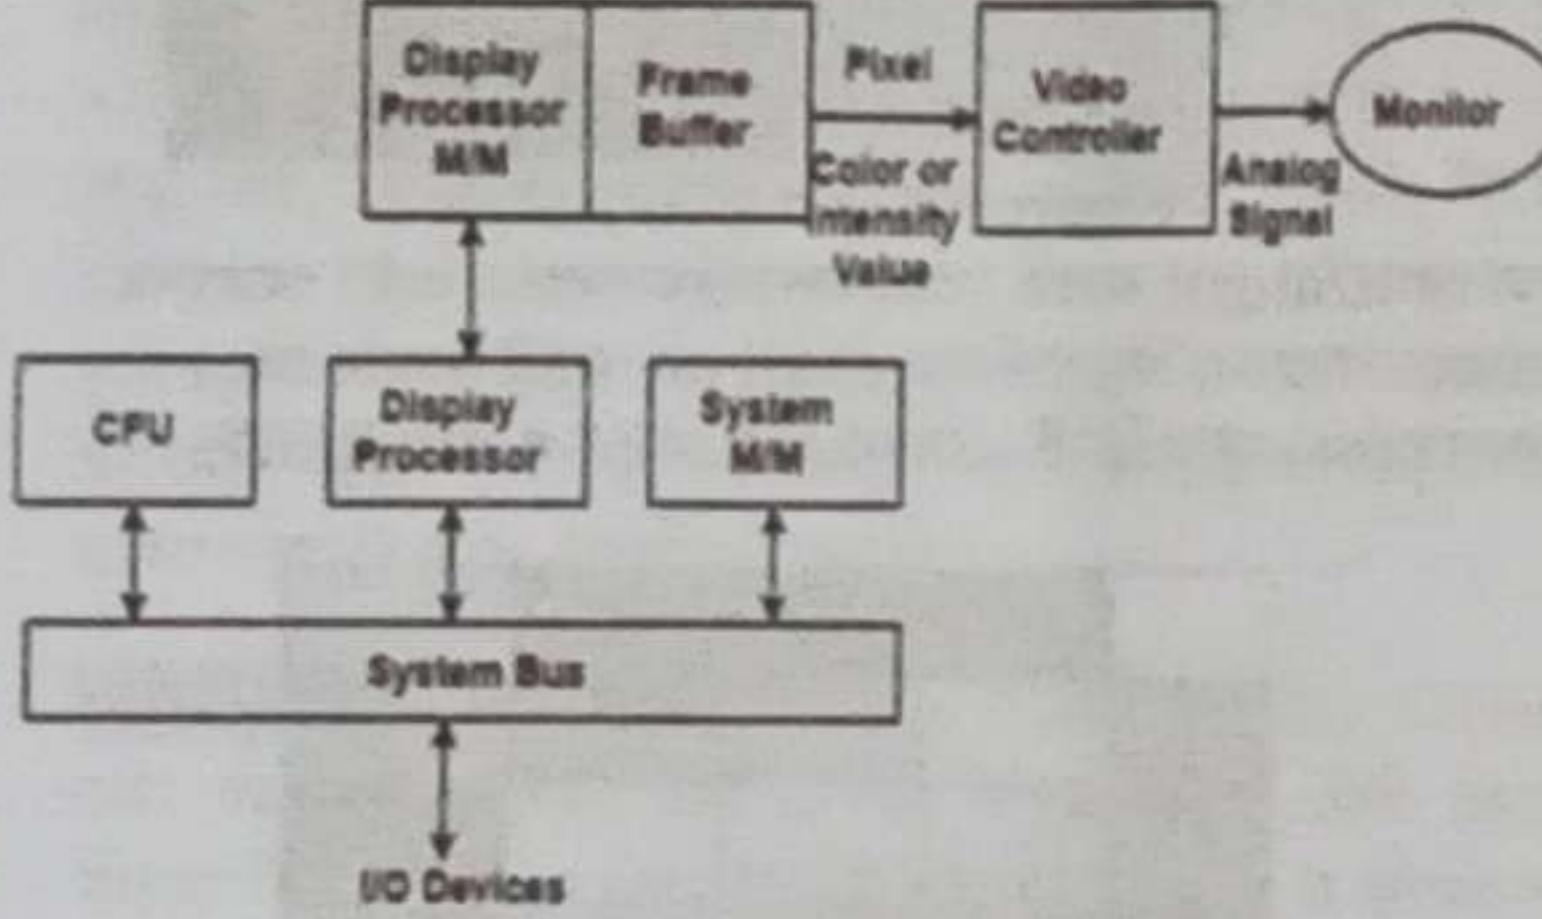 Display
Processor
M/M
Frame
Buffer
Pixel
Color or
Intensity
Value
Video
Controller
Analog
Signal
Monitor
CPU
Display
Processor
System
M/M
System Bus
I/O Devices